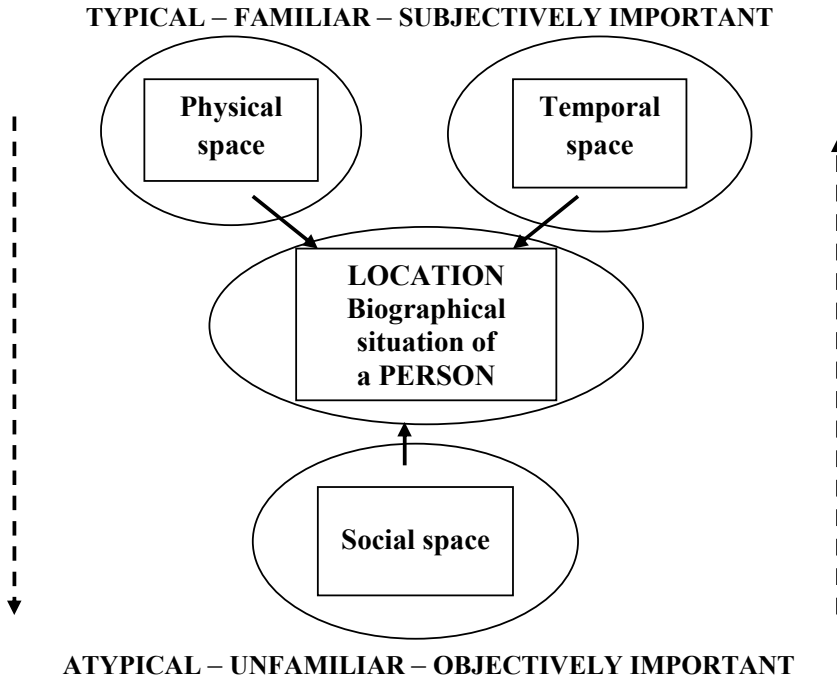 TYPICAL – FAMILIAR – SUBJECTIVELY IMPORTANT
Physical
space
Temporal
space
LOCATION
Biographical
situation of
a PERSON
Social space
ATYPICAL – UNFAMILIAR – OBJECTIVELY IMPORTANT